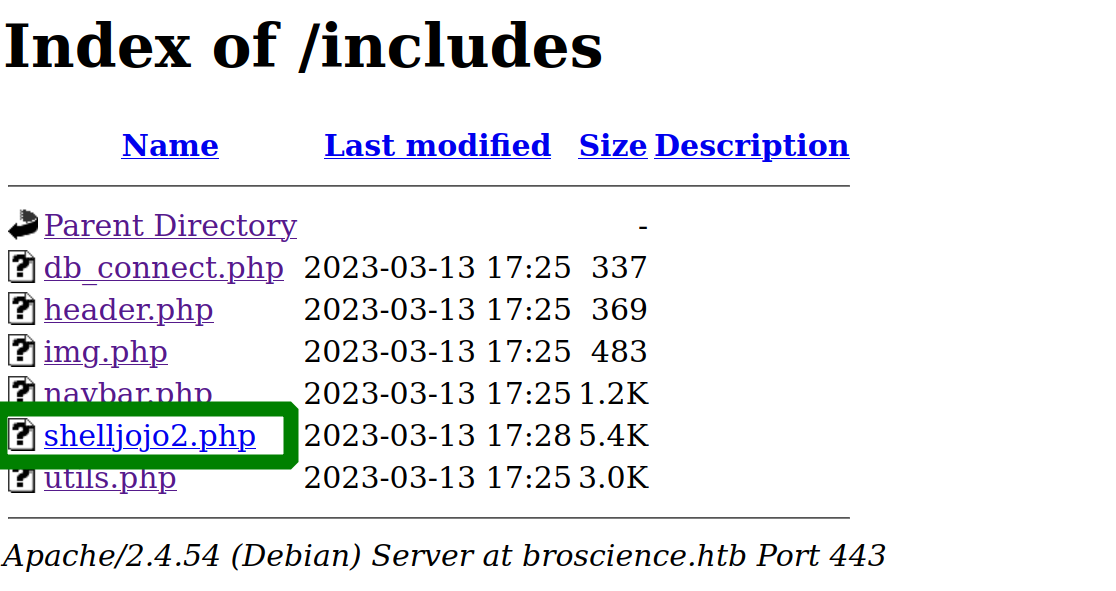 Index of /includes
Name Last modified Size Description
Parent Directory -
db_connect.php 2023-03-13 17:25 337
header.php 2023-03-13 17:25 369
img.php 2023-03-13 17:25 483
navbar.php 2023-03-13 17:25 1.2K
shelljojo2.php 2023-03-13 17:28 5.4K
utils.php 2023-03-13 17:25 3.0K
Apache/2.4.54 (Debian) Server at broscience.htb Port 443